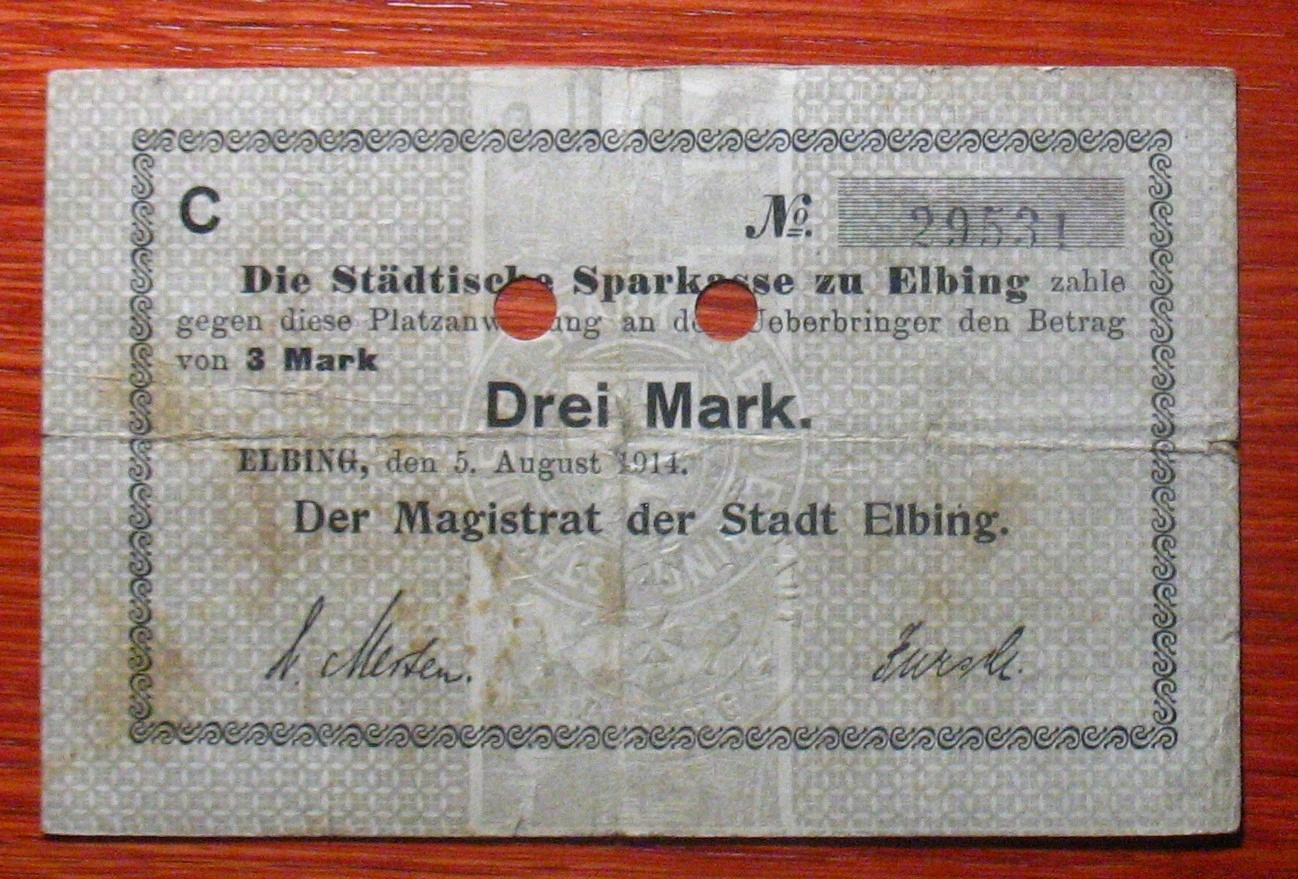 C
№. 29531
Die Städtische Sparkasse zu Elbing zahle
gegen diese Platzanweisung an den Ueberbringer den Betrag
von 3 Mark
Drei Mark.
ELBING, den 5. August 1914.
Der Magistrat der Stadt Elbing.
Merten.